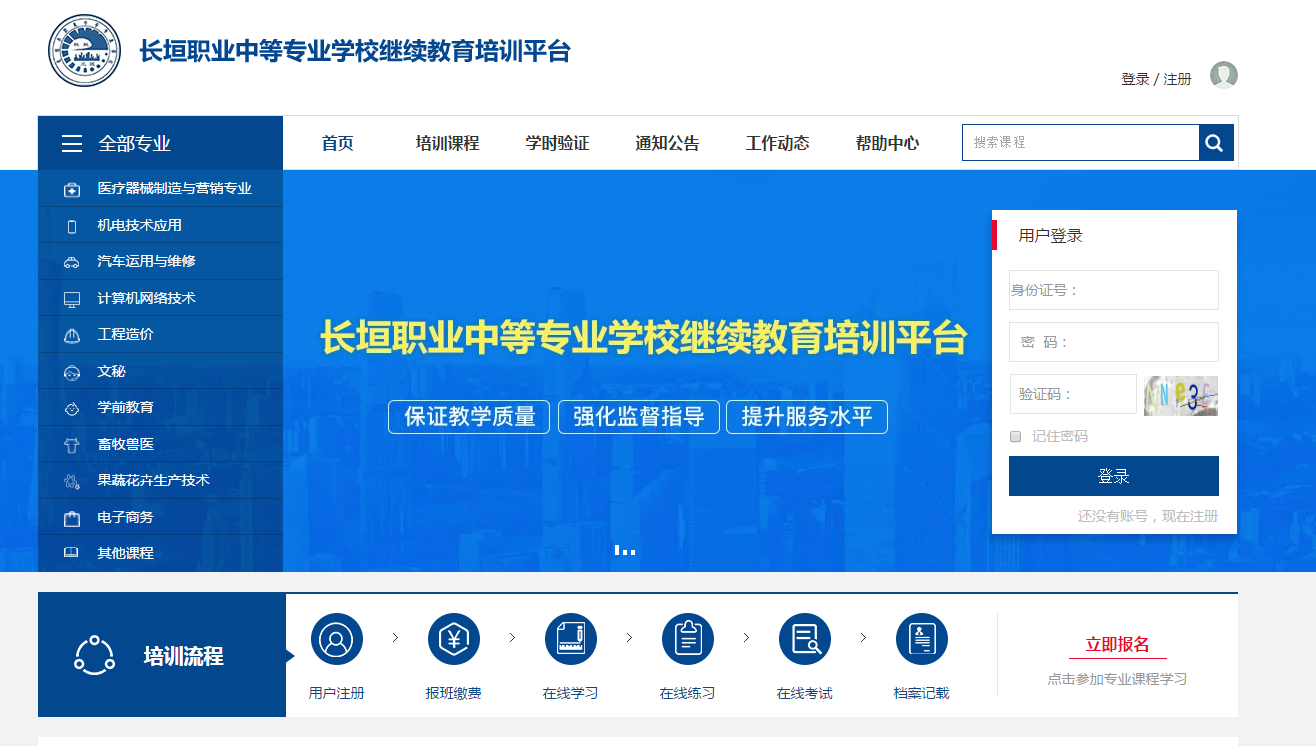 长垣职业中等专业学校继续教育培训平台
登录 / 注册
全部专业
首页 培训课程 学时验证 通知公告 工作动态 帮助中心 搜索课程
医疗器械制造与营销专业
机电技术应用
汽车运用与维修
计算机网络技术
工程造价
文秘
学前教育
畜牧兽医
果蔬花卉生产技术
电子商务
其他课程
长垣职业中等专业学校继续教育培训平台
保证教学质量 强化监督指导 提升服务水平
用户登录
身份证号：
密 码：
验证码：
记住密码
登录
还没有账号，现在注册
培训流程
用户注册 报班缴费 在线学习 在线练习 在线考试 档案记载
立即报名
点击参加专业课程学习